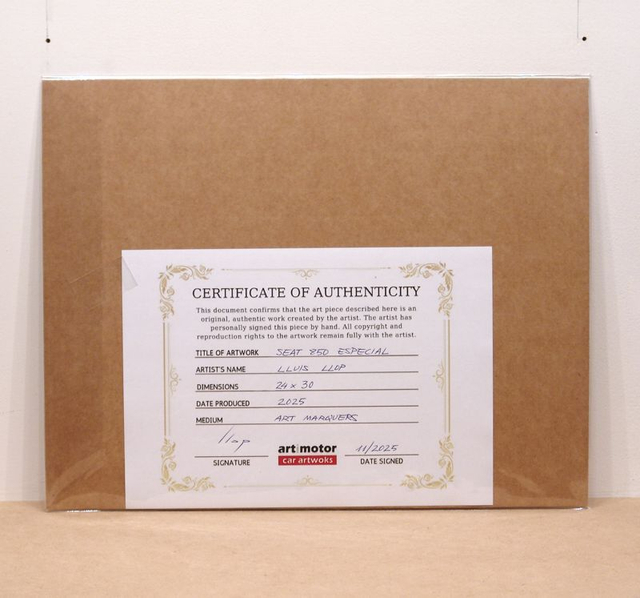 CERTIFICATE OF AUTHENTICITY
This document confirms that the art piece described here is an
original, authentic work created by the artist. The artist has
personally signed this piece by hand. All copyright and
reproduction rights to the artwork remain fully with the artist.
TITLE OF ARTWORK SEAT 850 ESPECIAL
ARTIST'S NAME LLUIS LLOP
DIMENSIONS 24 x 30
DATE PRODUCED 2025
MEDIUM ART MARQUERS
llop art|motor 11/2025
SIGNATURE car artwoks DATE SIGNED